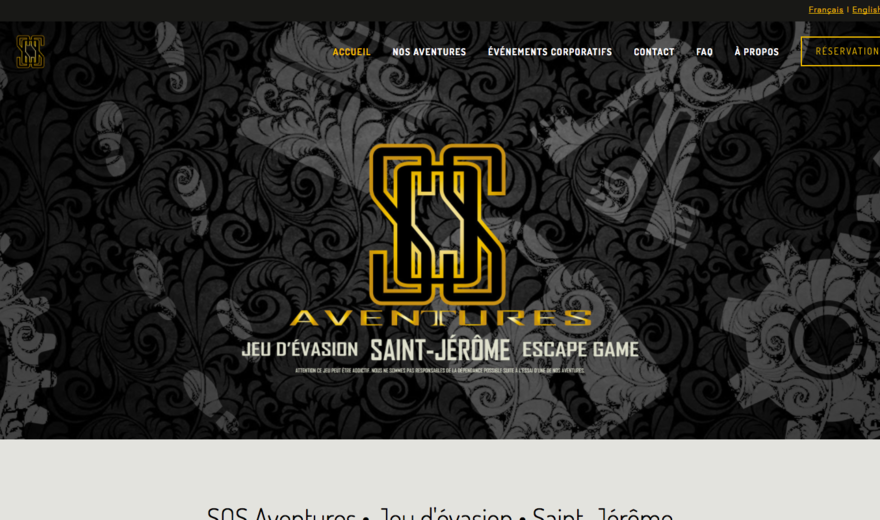 Français | English
ACCUEIL NOS AVENTURES ÉVÉNEMENTS CORPORATIFS CONTACT FAQ À PROPOS RÉSERVATION
SOS
AVENTURES
JEU D'ÉVASION SAINT-JÉRÔME ESCAPE GAME
ATTENTION CE JEU PEUT ÊTRE ADDICTIF. NOUS NE SOMMES PAS RESPONSABLES DE LA DÉPENDANCE POSSIBLE SUITE À L'ESSAI D'UNE DE NOS AVENTURES.
SOS Aventures • Jeu d'évasion • Saint-Jérôme